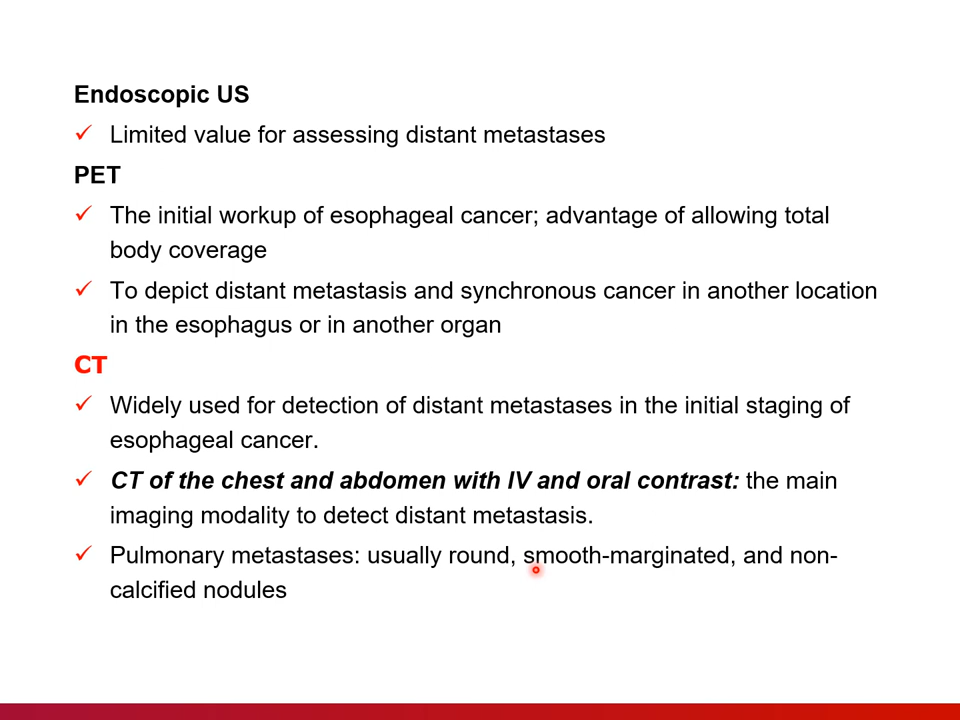 Endoscopic US
✓ Limited value for assessing distant metastases
PET
✓ The initial workup of esophageal cancer; advantage of allowing total
body coverage
✓ To depict distant metastasis and synchronous cancer in another location
in the esophagus or in another organ
CT
✓ Widely used for detection of distant metastases in the initial staging of
esophageal cancer.
✓ CT of the chest and abdomen with IV and oral contrast: the main
imaging modality to detect distant metastasis.
✓ Pulmonary metastases: usually round, smooth-marginated, and non-
calcified nodules